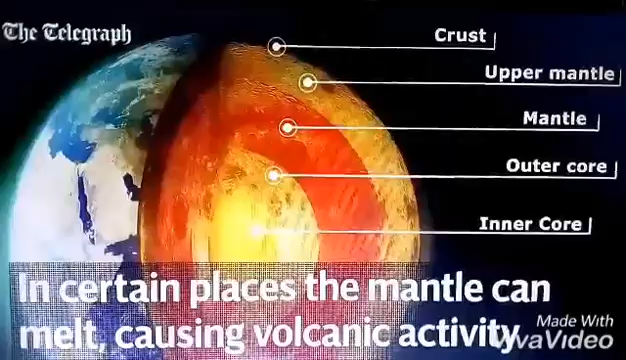 The Telegraph
Crust
Upper mantle
Mantle
Outer core
Inner Core
In certain places the mantle can
melt, causing volcanic activity
Made With
VivaVideo